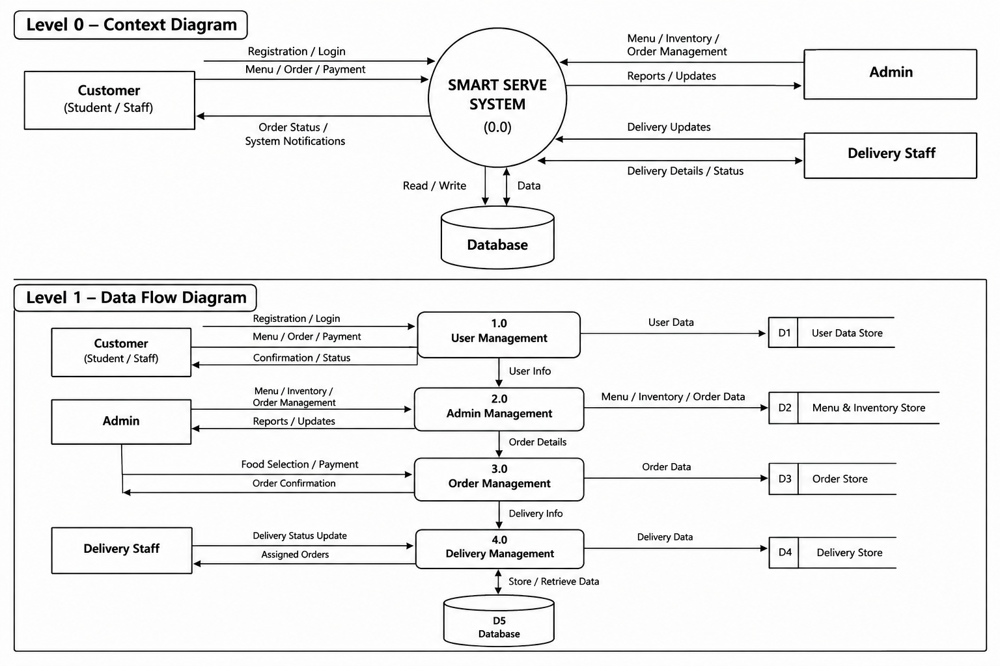 Level 0 – Context Diagram
Registration / Login
Menu / Order / Payment
Customer
(Student / Staff)
Order Status /
System Notifications
SMART SERVE
SYSTEM
(0.0)
Menu / Inventory /
Order Management
Reports / Updates
Admin
Delivery Updates
Delivery Staff
Delivery Details / Status
Read / Write
Data
Database
Level 1 – Data Flow Diagram
Registration / Login
Menu / Order / Payment
Customer
(Student / Staff)
Confirmation / Status
1.0
User Management
User Data
D1
User Data Store
User Info
Menu / Inventory /
Order Management
Admin
Reports / Updates
2.0
Admin Management
Menu / Inventory / Order Data
D2
Menu & Inventory Store
Order Details
Food Selection / Payment
Order Confirmation
3.0
Order Management
Order Data
D3
Order Store
Delivery Info
Delivery Status Update
Delivery Staff
Assigned Orders
4.0
Delivery Management
Delivery Data
D4
Delivery Store
Store / Retrieve Data
D5
Database